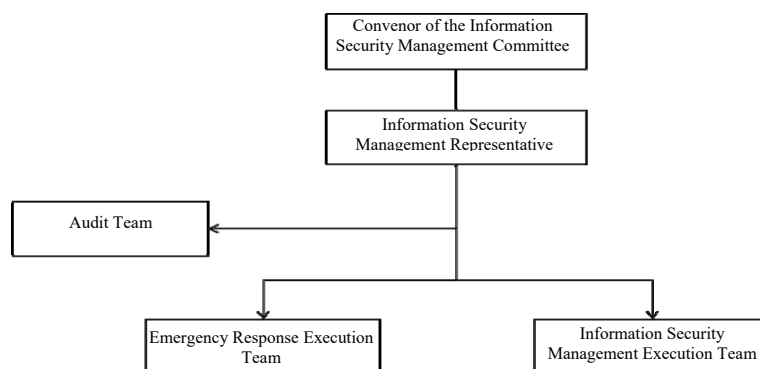 Convenor of the Information
Security Management Committee
Information Security
Management Representative
Audit Team
Emergency Response Execution
Team
Information Security
Management Execution Team